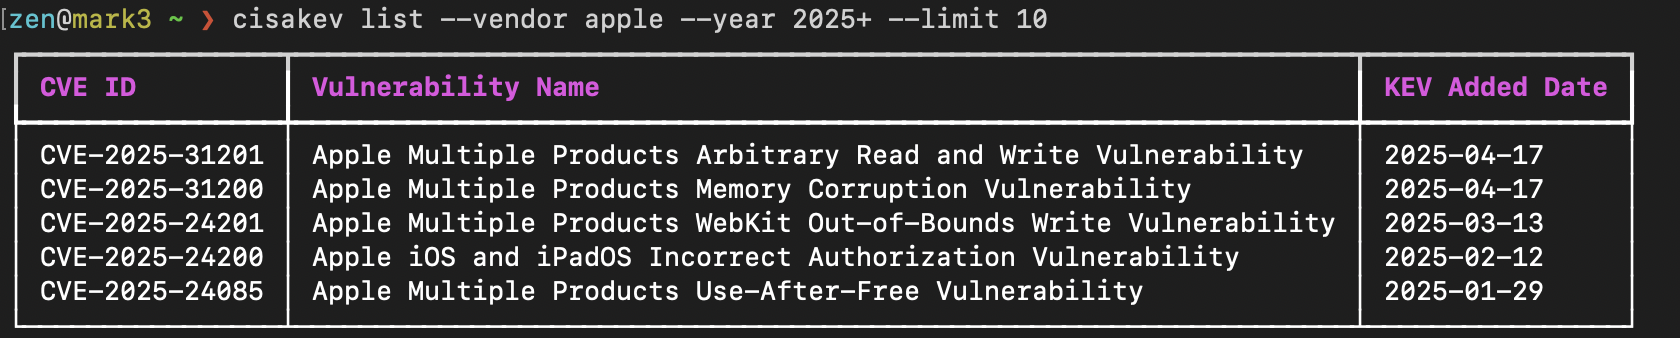 [zen@mark3 ~ ❯ cisakev list --vendor apple --year 2025+ --limit 10
CVE ID Vulnerability Name KEV Added Date
CVE-2025-31201 Apple Multiple Products Arbitrary Read and Write Vulnerability 2025-04-17
CVE-2025-31200 Apple Multiple Products Memory Corruption Vulnerability 2025-04-17
CVE-2025-24201 Apple Multiple Products WebKit Out-of-Bounds Write Vulnerability 2025-03-13
CVE-2025-24200 Apple iOS and iPadOS Incorrect Authorization Vulnerability 2025-02-12
CVE-2025-24085 Apple Multiple Products Use-After-Free Vulnerability 2025-01-29